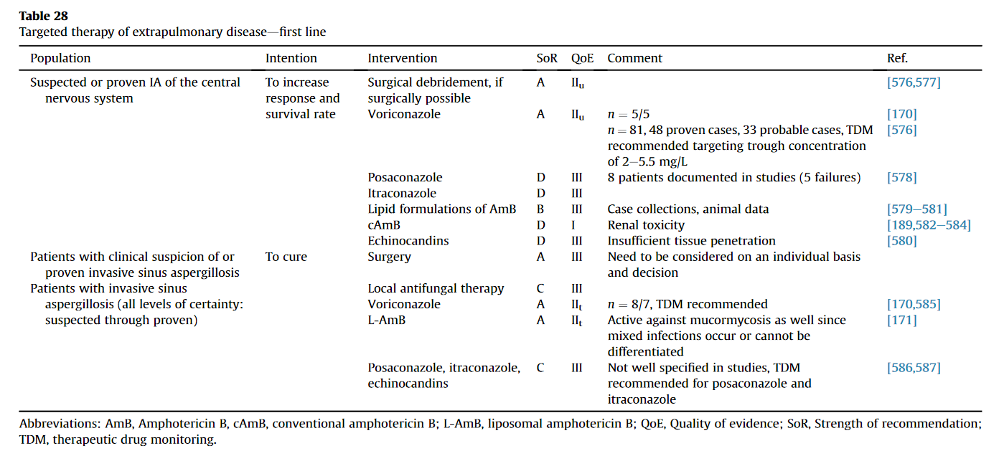 Table 28
Targeted therapy of extrapulmonary disease—first line
Population Intention Intervention SoR QoE Comment Ref.
Suspected or proven IA of the central To increase Surgical debridement, if A IIu [576,577]
nervous system response and surgically possible
survival rate Voriconazole A IIu n = 5/5 [170]
n = 81, 48 proven cases, 33 probable cases, TDM [576]
recommended targeting trough concentration
of 2–5.5 mg/L
Posaconazole D III 8 patients documented in studies (5 failures) [578]
Itraconazole D III
Lipid formulations of AmB B III Case collections, animal data [579–581]
cAmB D I Renal toxicity [189,582–584]
Echinocandins D III Insufficient tissue penetration [580]
Patients with clinical suspicion of or To cure Surgery A III Need to be considered on an individual basis
proven invasive sinus aspergillosis and decision
Patients with invasive sinus Local antifungal therapy C III
aspergillosis (all levels of certainty: Voriconazole A IIt n = 8/7, TDM recommended [170,585]
suspected through proven) L-AmB A IIt Active against mucormycosis as well since [171]
mixed infections occur or cannot be
differentiated
Posaconazole, itraconazole, C III Not well specified in studies, TDM [586,587]
echinocandins recommended for posaconazole and
itraconazole
Abbreviations: AmB, Amphotericin B, cAmB, conventional amphotericin B; L-AmB, liposomal amphotericin B; QoE, Quality of evidence; SoR, Strength of recommendation;
TDM, therapeutic drug monitoring.